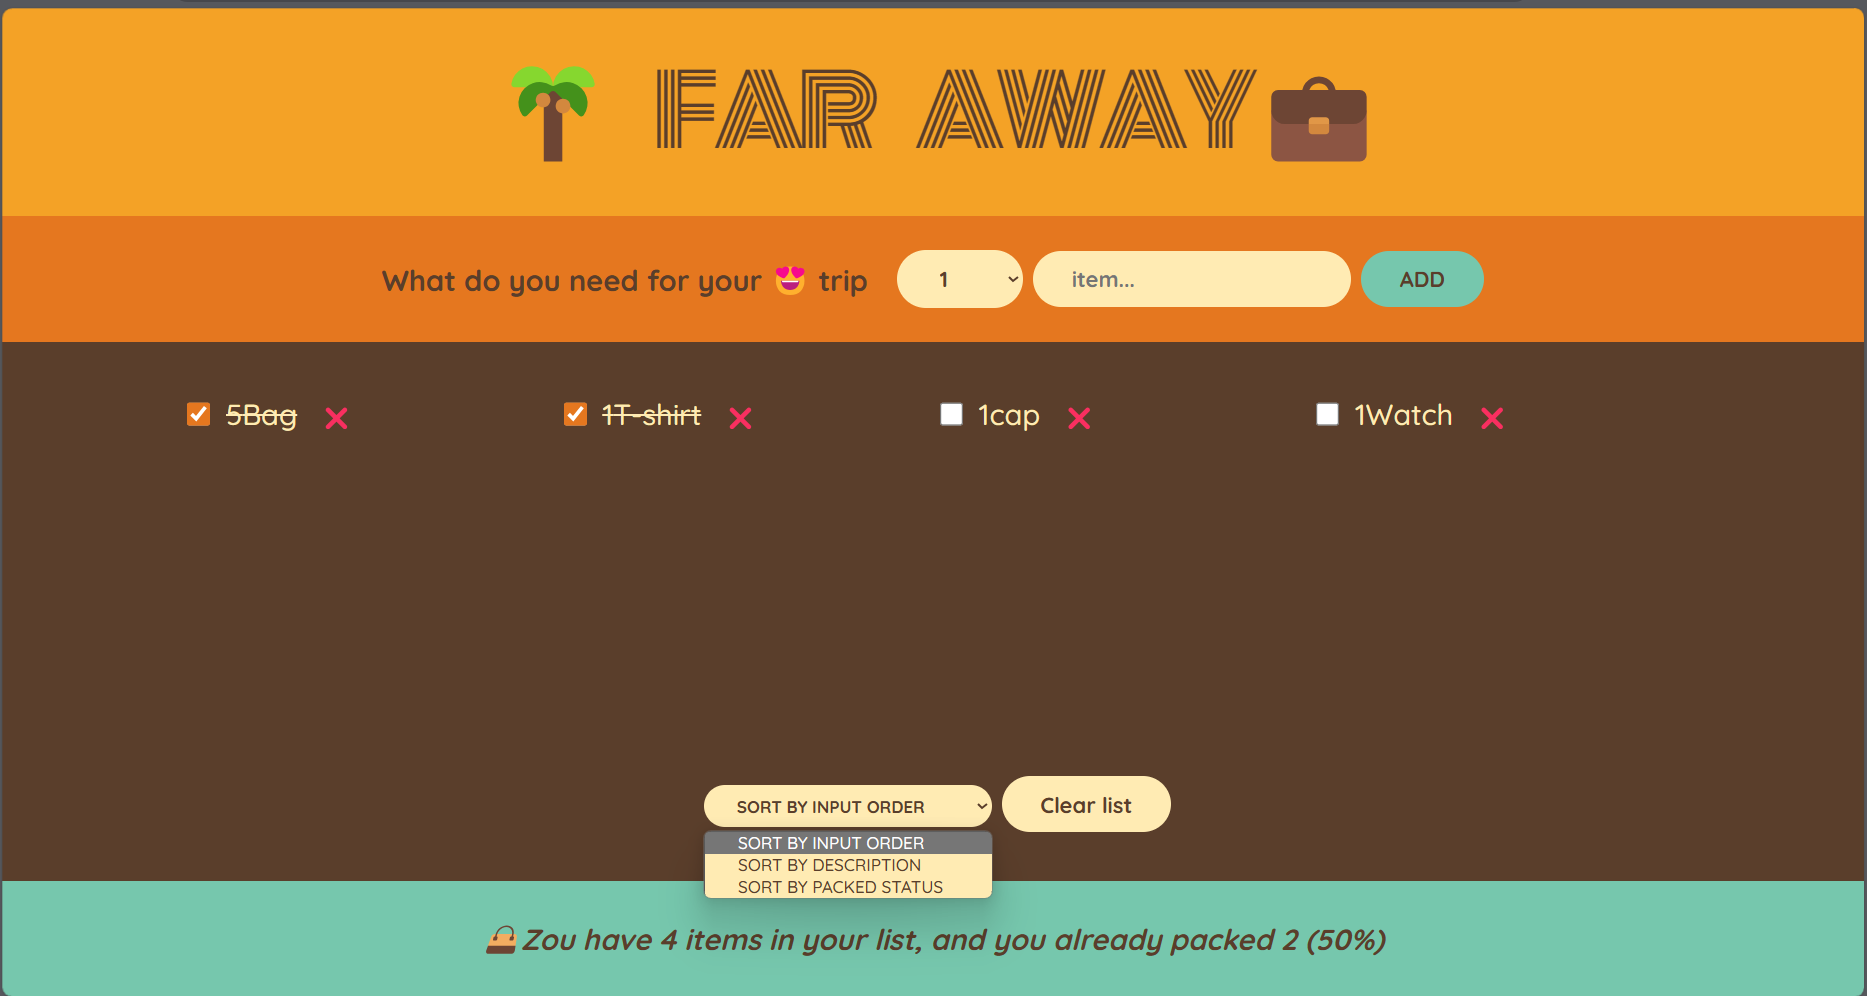 FAR AWAY
What do you need for your 😍 trip
1
item...
ADD
5Bag
1T-shirt
1cap
1Watch
SORT BY INPUT ORDER
Clear list
SORT BY INPUT ORDER
SORT BY DESCRIPTION
SORT BY PACKED STATUS
Zou have 4 items in your list, and you already packed 2 (50%)